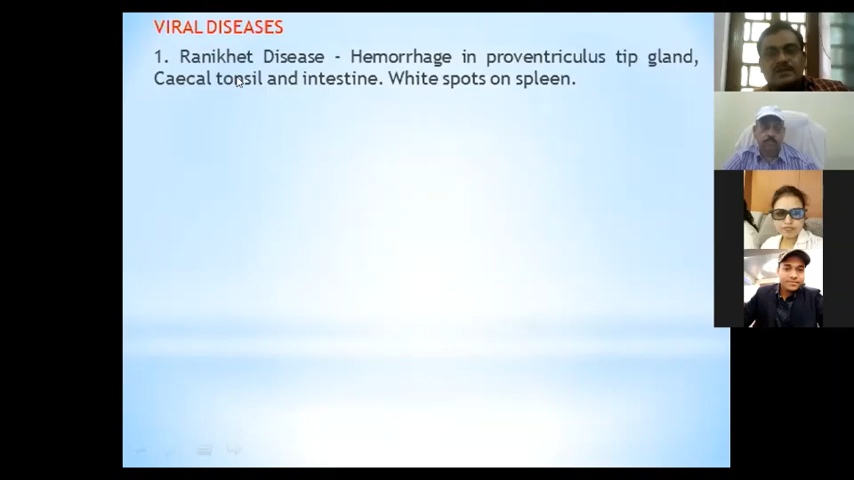 VIRAL DISEASES
1. Ranikhet Disease - Hemorrhage in proventriculus tip gland,
Caecal tonsil and intestine. White spots on spleen.